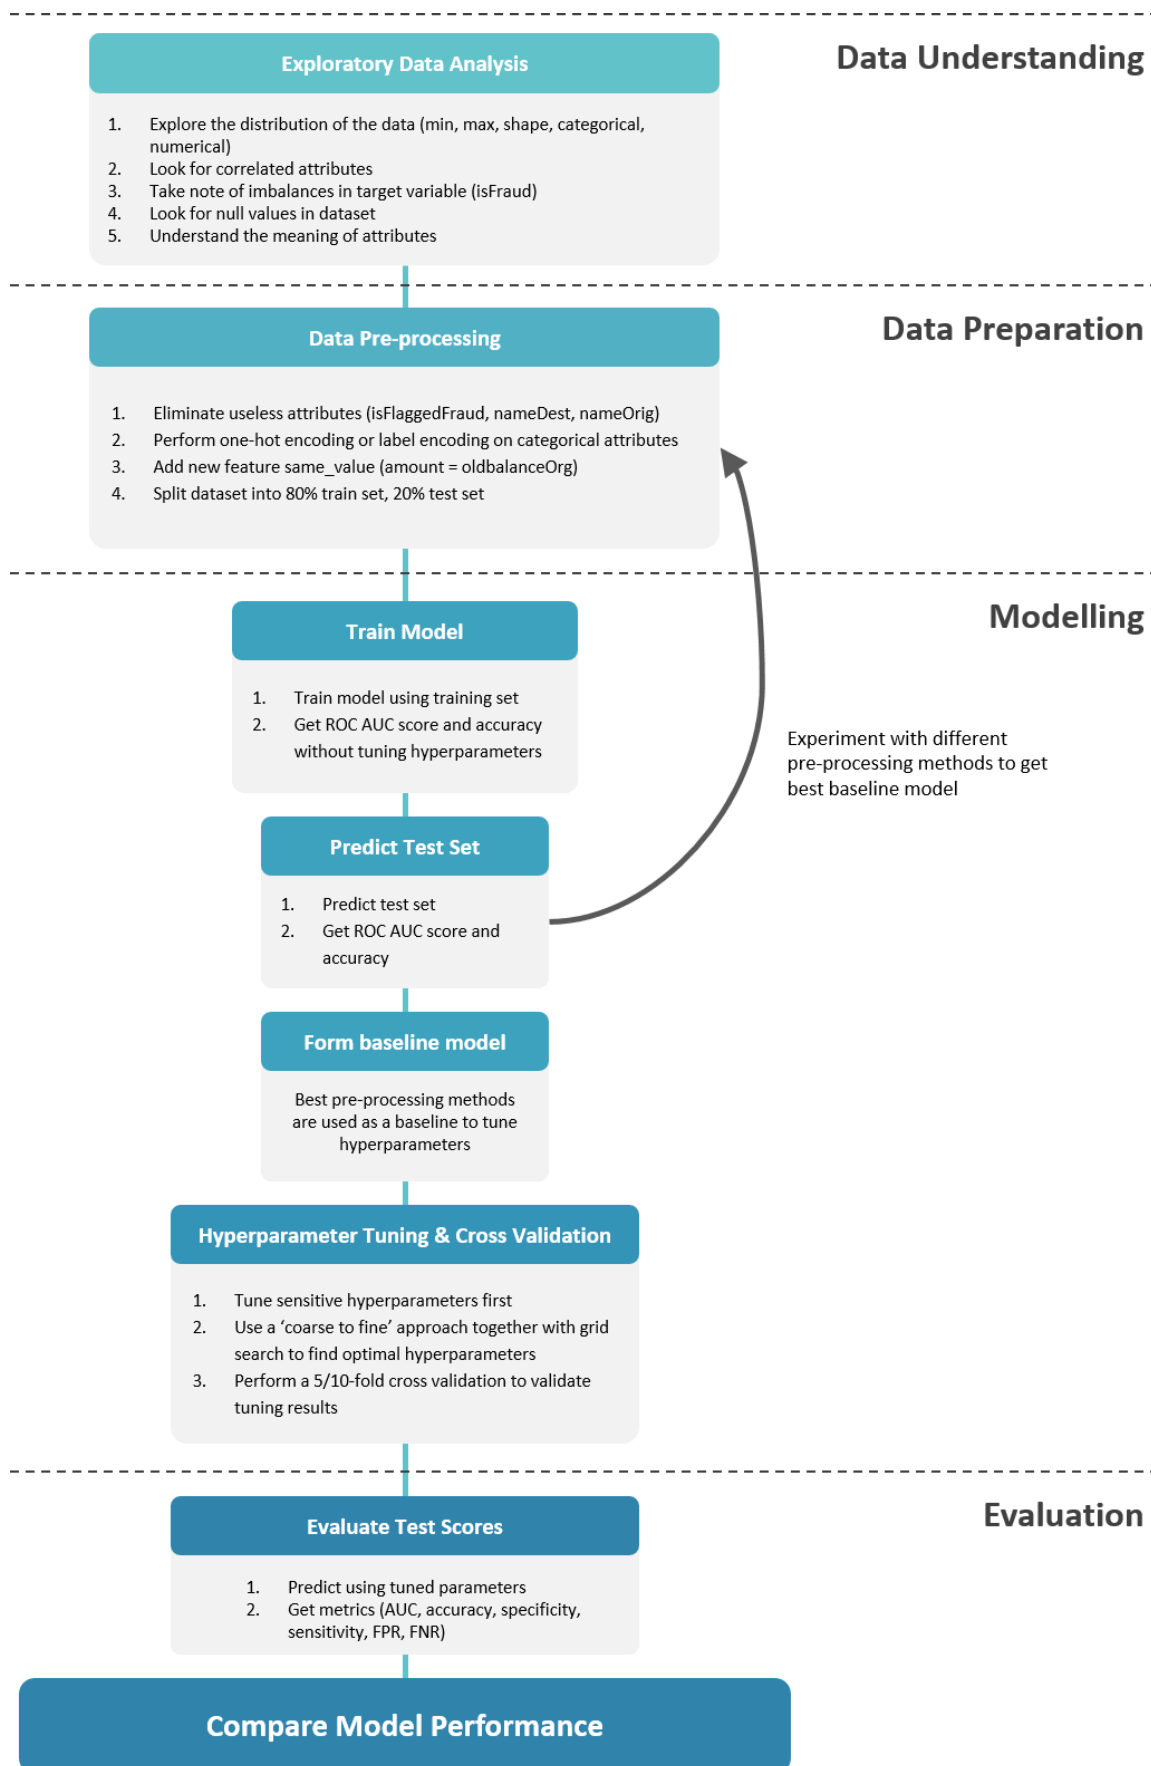 Data Understanding
Exploratory Data Analysis
1. Explore the distribution of the data (min, max, shape, categorical,
numerical)
2. Look for correlated attributes
3. Take note of imbalances in target variable (isFraud)
4. Look for null values in dataset
5. Understand the meaning of attributes
Data Preparation
Data Pre-processing
1. Eliminate useless attributes (isFlaggedFraud, nameDest, nameOrig)
2. Perform one-hot encoding or label encoding on categorical attributes
3. Add new feature same_value (amount = oldbalanceOrg)
4. Split dataset into 80% train set, 20% test set
Modelling
Train Model
1. Train model using training set
2. Get ROC AUC score and accuracy
without tuning hyperparameters
Experiment with different
pre-processing methods to get
best baseline model
Predict Test Set
1. Predict test set
2. Get ROC AUC score and
accuracy
Form baseline model
Best pre-processing methods
are used as a baseline to tune
hyperparameters
Hyperparameter Tuning & Cross Validation
1. Tune sensitive hyperparameters first
2. Use a ‘coarse to fine’ approach together with grid
search to find optimal hyperparameters
3. Perform a 5/10-fold cross validation to validate
tuning results
Evaluation
Evaluate Test Scores
1. Predict using tuned parameters
2. Get metrics (AUC, accuracy, specificity,
sensitivity, FPR, FNR)
Compare Model Performance